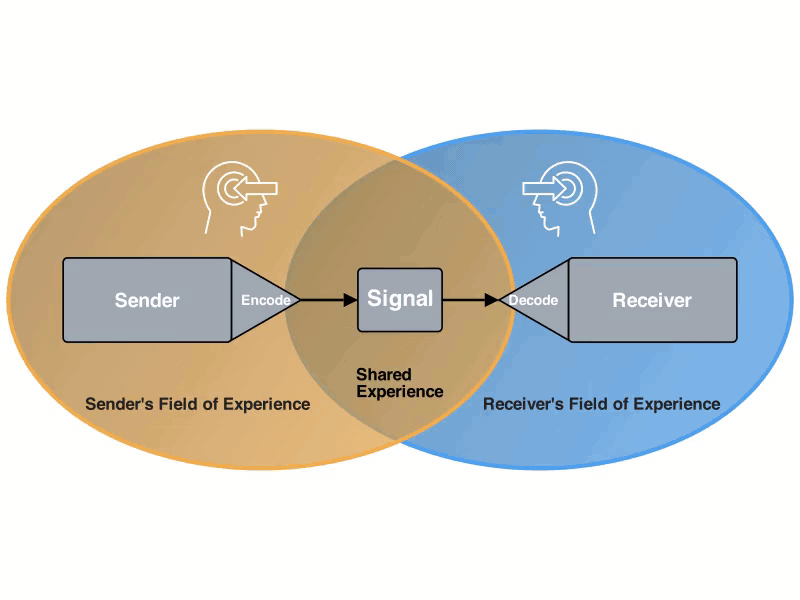 Sender
Encode
Signal
Decode
Receiver
Shared
Experience
Sender's Field of Experience
Receiver's Field of Experience